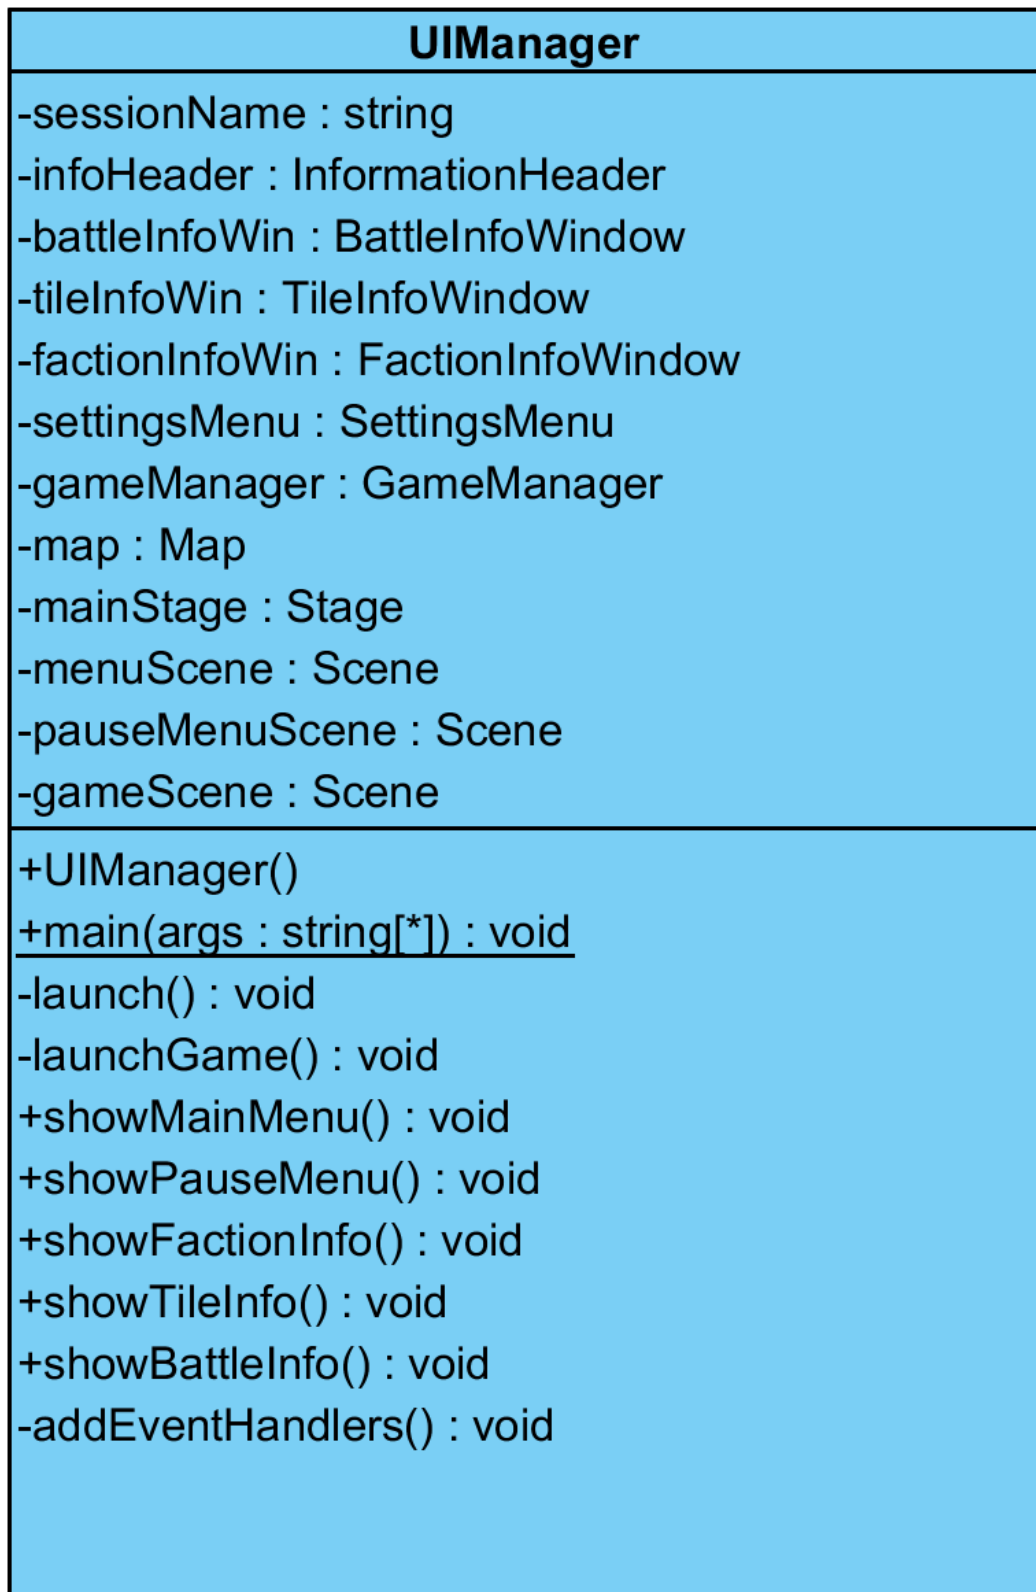 UIManager
-sessionName : string
-infoHeader : InformationHeader
-battleInfoWin : BattleInfoWindow
-tileInfoWin : TileInfoWindow
-factionInfoWin : FactionInfoWindow
-settingsMenu : SettingsMenu
-gameManager : GameManager
-map : Map
-mainStage : Stage
-menuScene : Scene
-pauseMenuScene : Scene
-gameScene : Scene
+UIManager()
+main(args : string[*]) : void
-launch() : void
-launchGame() : void
+showMainMenu() : void
+showPauseMenu() : void
+showFactionInfo() : void
+showTileInfo() : void
+showBattleInfo() : void
-addEventHandlers() : void